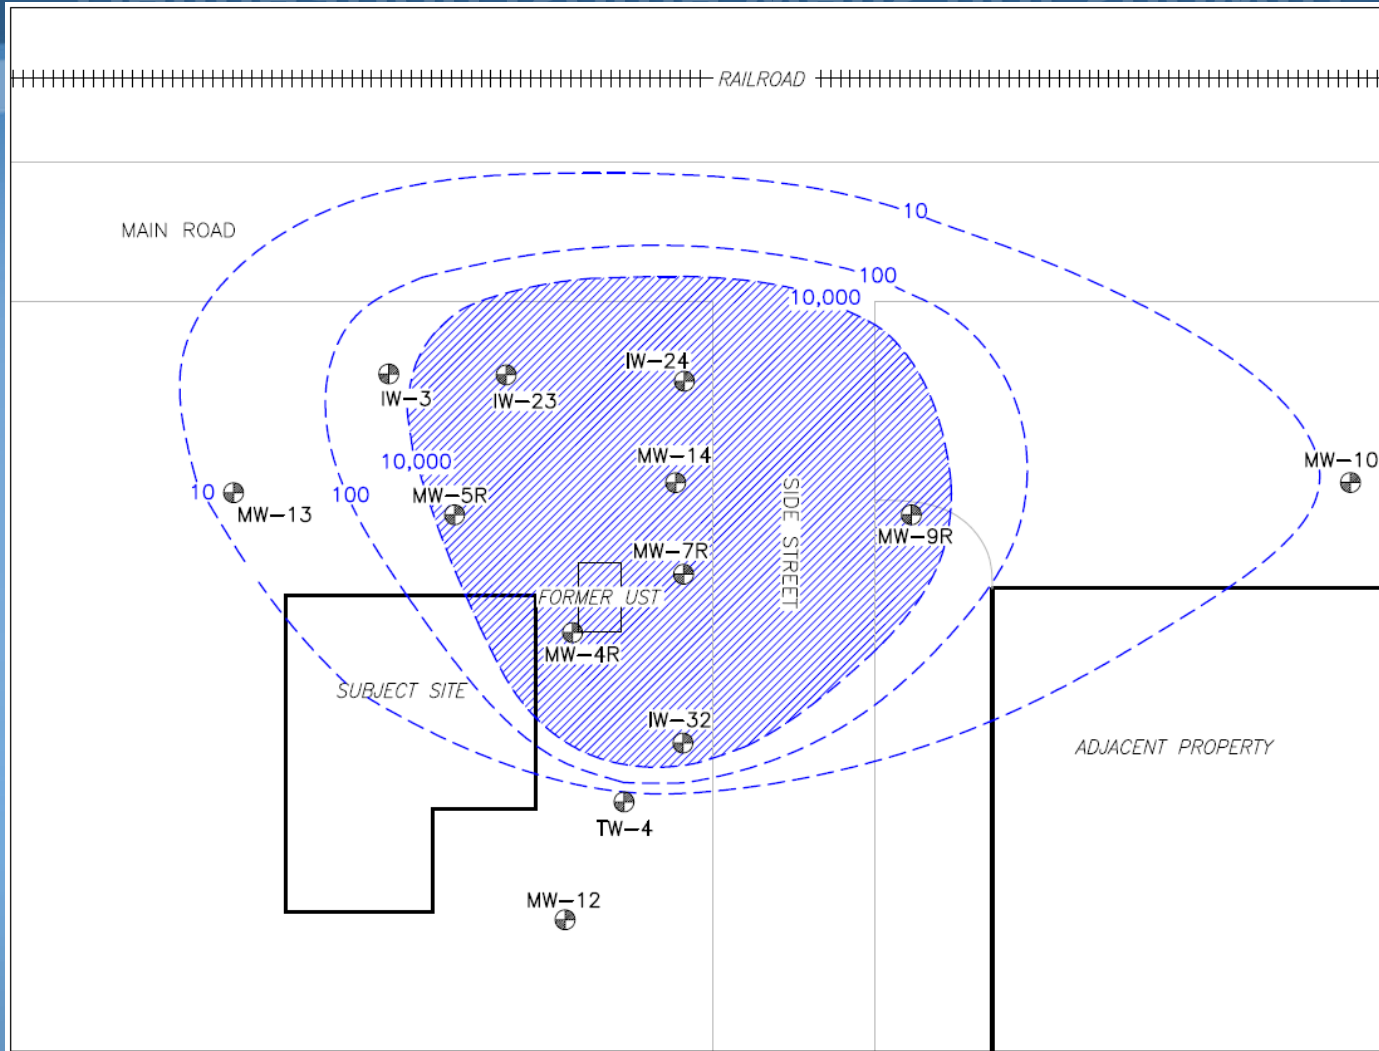 RAILROAD
10
MAIN ROAD
100
10,000
IW-24
IW-3
IW-23
MW-14
10,000
MW-10
10
100
MW-5R
MW-13
SIDE STREET
MW-9R
MW-7R
FORMER UST
MW-4R
SUBJECT SITE
IW-32
ADJACENT PROPERTY
TW-4
MW-12